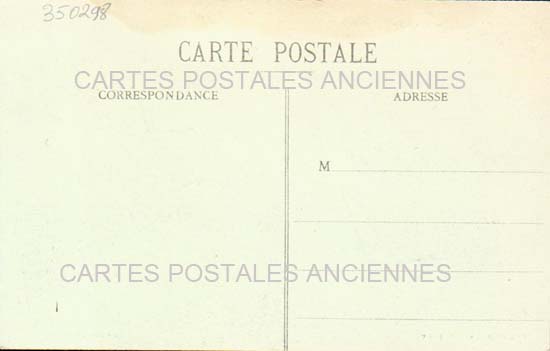 350298
CARTE POSTALE
CARTES POSTALES ANCIENNES
CORRESPONDANCE
ADRESSE
M
CARTES POSTALES ANCIENNES